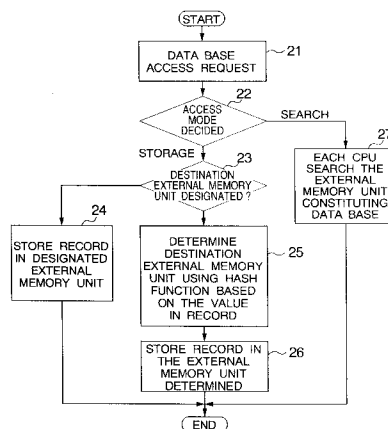 START
DATA BASE
ACCESS REQUEST
21
22
ACCESS
MODE
DECIDED
SEARCH
STORAGE
23
27
DESTINATION
EXTERNAL MEMORY
UNIT DESIGNATED ?
EACH CPU
SEARCH THE
EXTERNAL
MEMORY UNIT
CONSTITUTING
DATA BASE
24
STORE RECORD
IN DESIGNATED
EXTERNAL
MEMORY UNIT
DETERMINE
DESTINATION
EXTERNAL MEMORY
UNIT USING HASH
FUNCTION BASED
ON THE VALUE
IN RECORD
25
STORE RECORD IN
THE EXTERNAL
MEMORY UNIT
DETERMINED
26
END